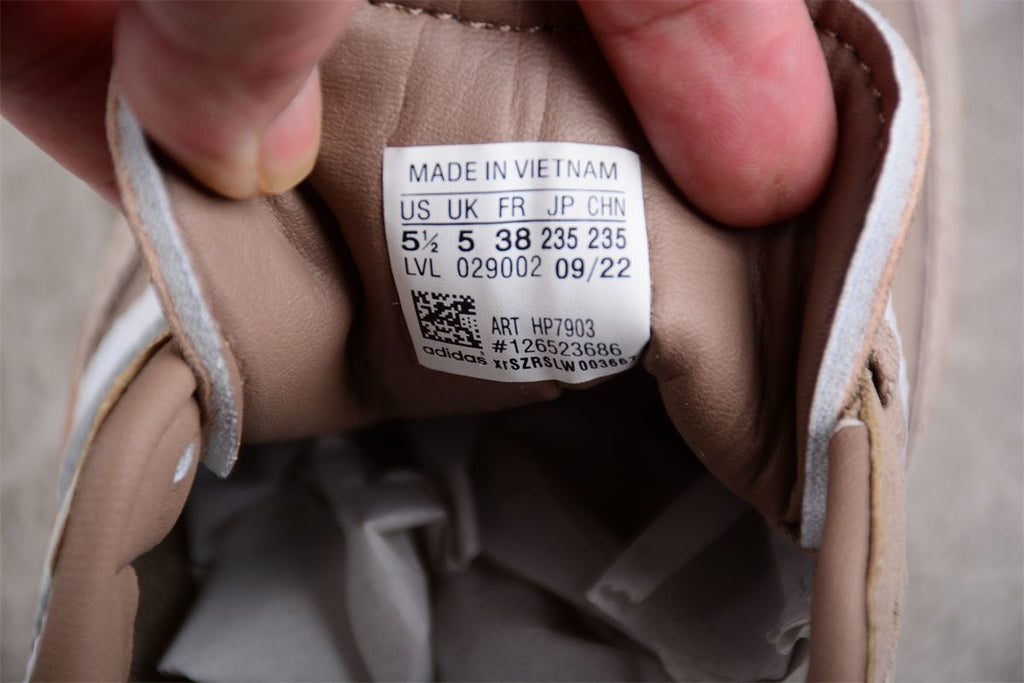 MADE IN VIETNAM
US UK FR JP CHN
5½ 5 38 235 235
LVL 029002 09/22
ART HP7903
#126523686
adidas xrSZRSLW003667